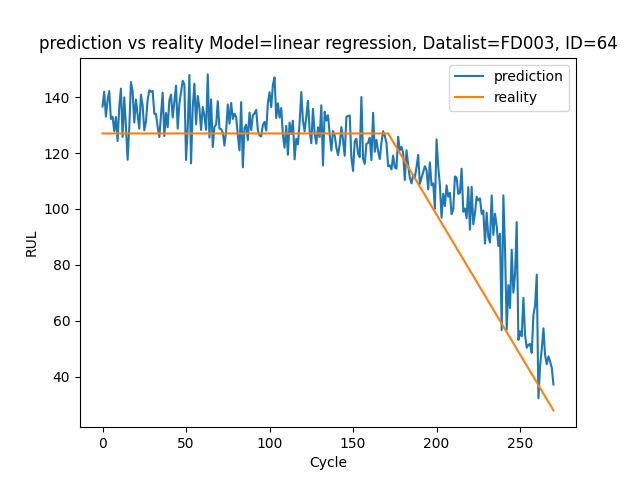 prediction vs reality Model=linear regression, Datalist=FD003, ID=64
prediction
reality
140
120
100
80
60
40
RUL
0
50
100
150
200
250
Cycle